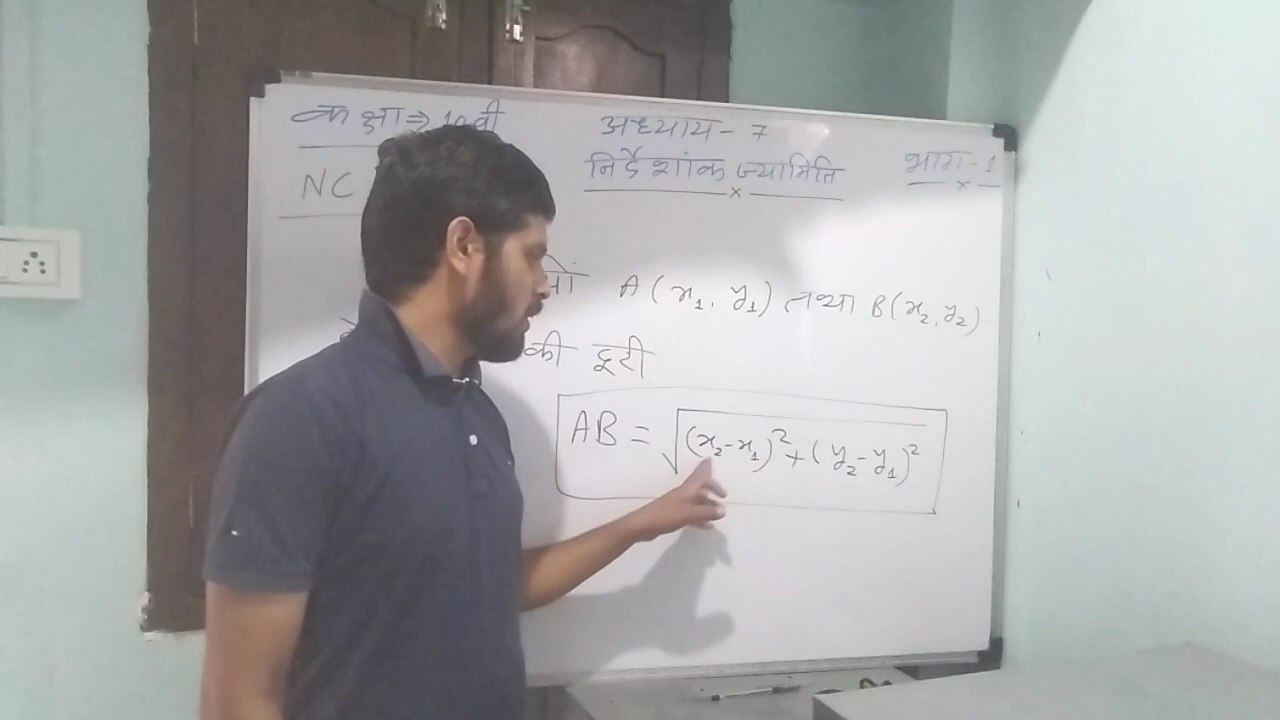 कक्षा⇒ 10वी
अध्याय- 7
NC
निर्देशांक ज्यामिति
भाग-1
A(x₁, y₁) तथा B(x₂, y₂)
की दूरी
AB = √(x₂-x₁)²+(y₂-y₁)²